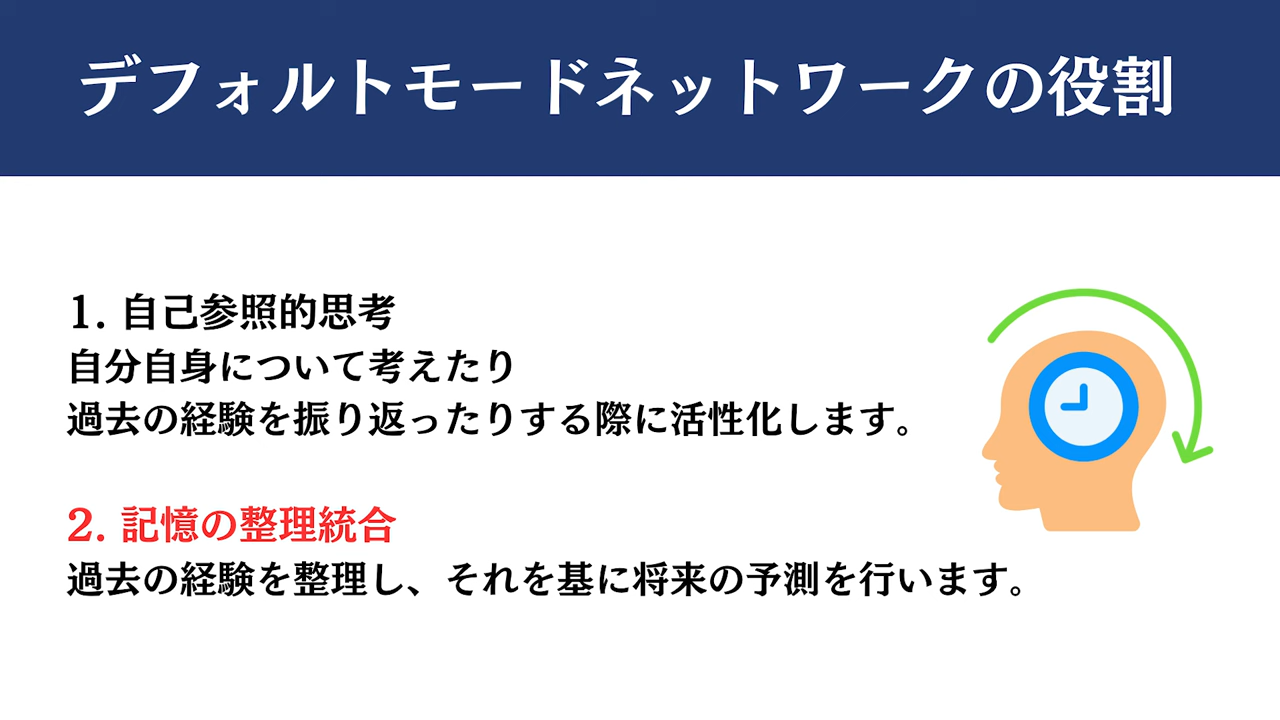 デフォルトモードネットワークの役割
1. 自己参照的思考
自分自身について考えたり
過去の経験を振り返ったりする際に活性化します。
2. 記憶の整理統合
過去の経験を整理し、それを基に将来の予測を行います。